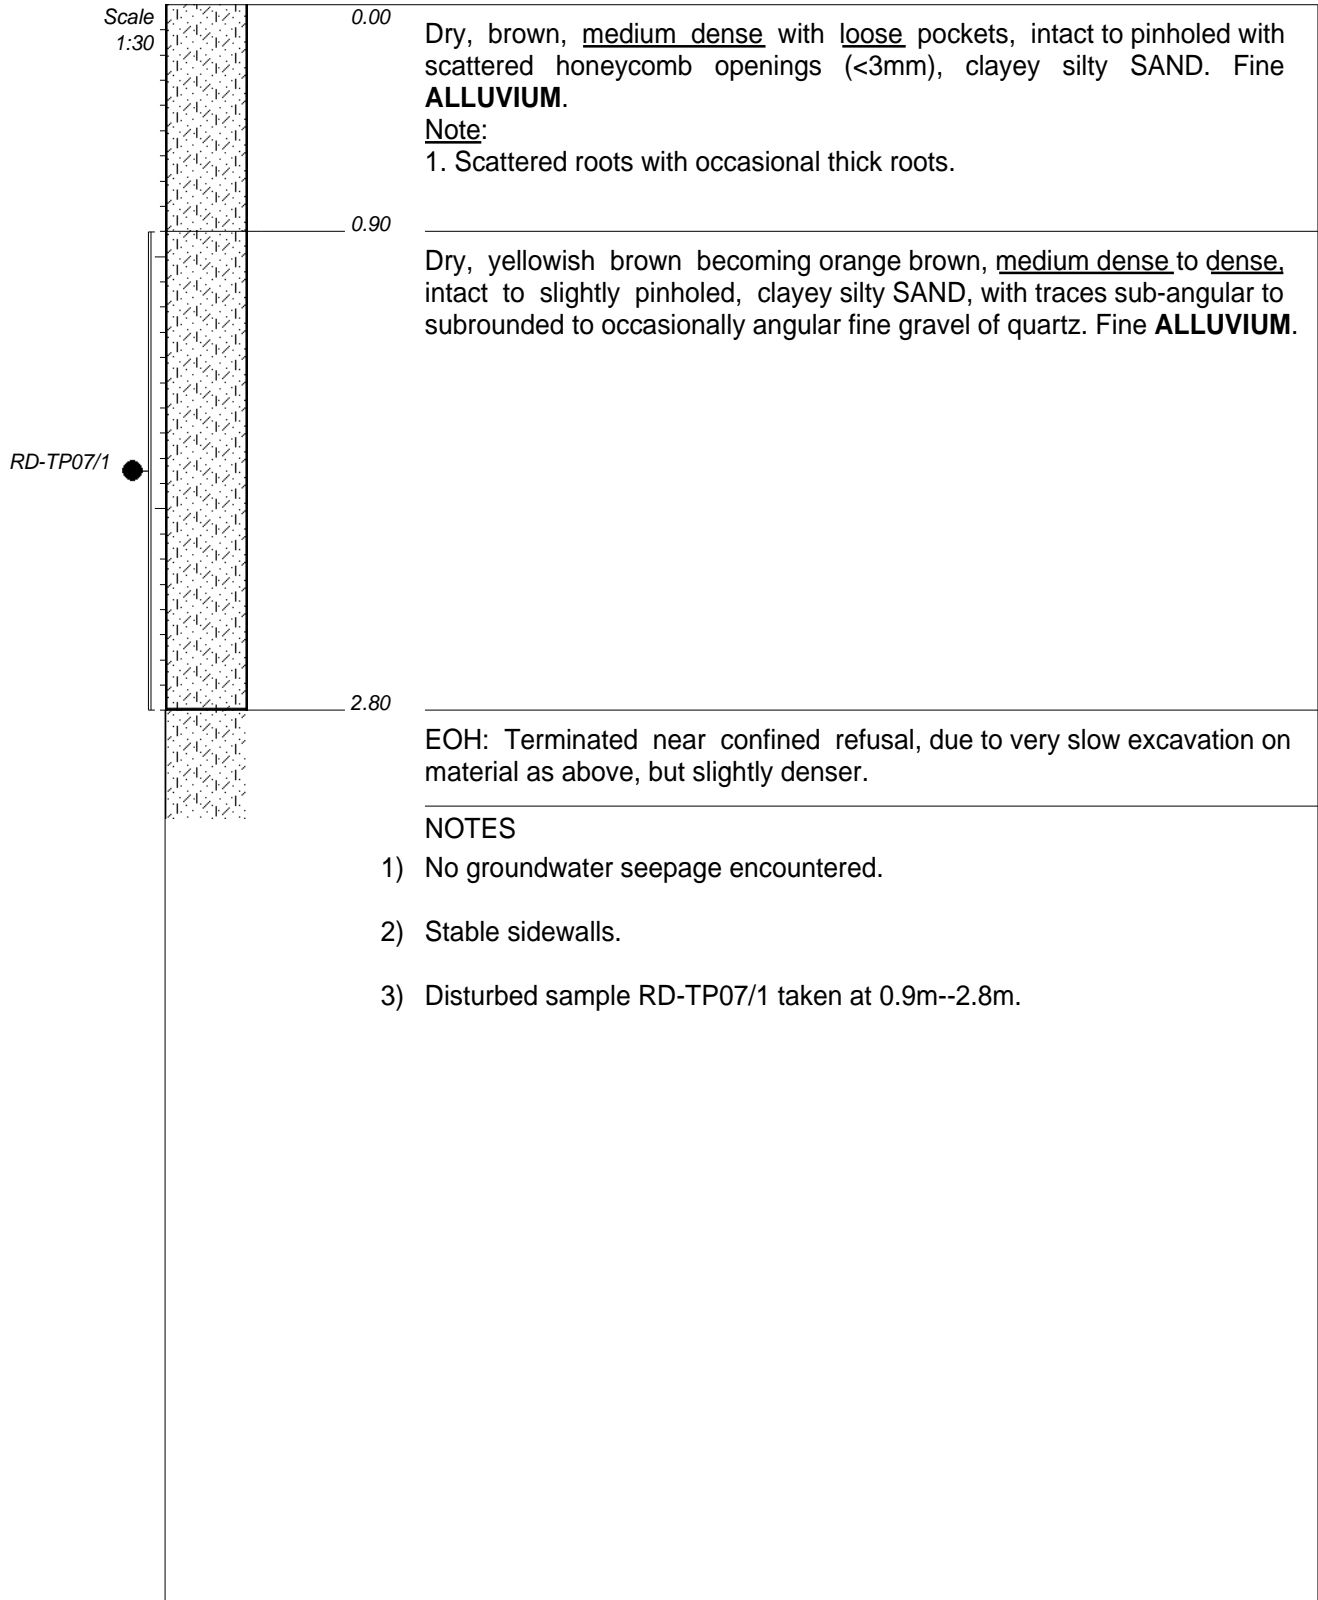 Scale
1:30
0.00
Dry, brown, medium dense with loose pockets, intact to pinholed with
scattered honeycomb openings (<3mm), clayey silty SAND. Fine
ALLUVIUM.
Note:
1. Scattered roots with occasional thick roots.
0.90
Dry, yellowish brown becoming orange brown, medium dense to dense,
intact to slightly pinholed, clayey silty SAND, with traces sub-angular to
subrounded to occasionally angular fine gravel of quartz. Fine ALLUVIUM.
RD-TP07/1
2.80
EOH: Terminated near confined refusal, due to very slow excavation on
material as above, but slightly denser.
NOTES
1) No groundwater seepage encountered.
2) Stable sidewalls.
3) Disturbed sample RD-TP07/1 taken at 0.9m--2.8m.